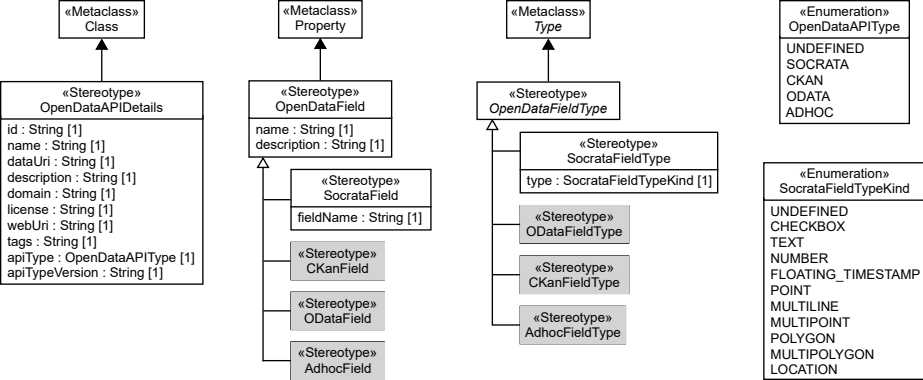 «Metaclass»
Class
«Stereotype»
OpenDataAPIDetails
id : String [1]
name : String [1]
dataUri : String [1]
description : String [1]
domain : String [1]
license : String [1]
webUri : String [1]
tags : String [1]
apiType : OpenDataAPIType [1]
apiTypeVersion : String [1]
«Metaclass»
Property
«Stereotype»
OpenDataField
name : String [1]
description : String [1]
«Stereotype»
SocrataField
fieldName : String [1]
«Stereotype»
CKanField
«Stereotype»
ODataField
«Stereotype»
AdhocField
«Metaclass»
Type
«Stereotype»
OpenDataFieldType
«Stereotype»
SocrataFieldType
type : SocrataFieldTypeKind [1]
«Stereotype»
ODataFieldType
«Stereotype»
CKanFieldType
«Stereotype»
AdhocFieldType
«Enumeration»
OpenDataAPIType
UNDEFINED
SOCRATA
CKAN
ODATA
ADHOC
«Enumeration»
SocrataFieldTypeKind
UNDEFINED
CHECKBOX
TEXT
NUMBER
FLOATING_TIMESTAMP
POINT
MULTILINE
MULTIPOINT
POLYGON
MULTIPOLYGON
LOCATION